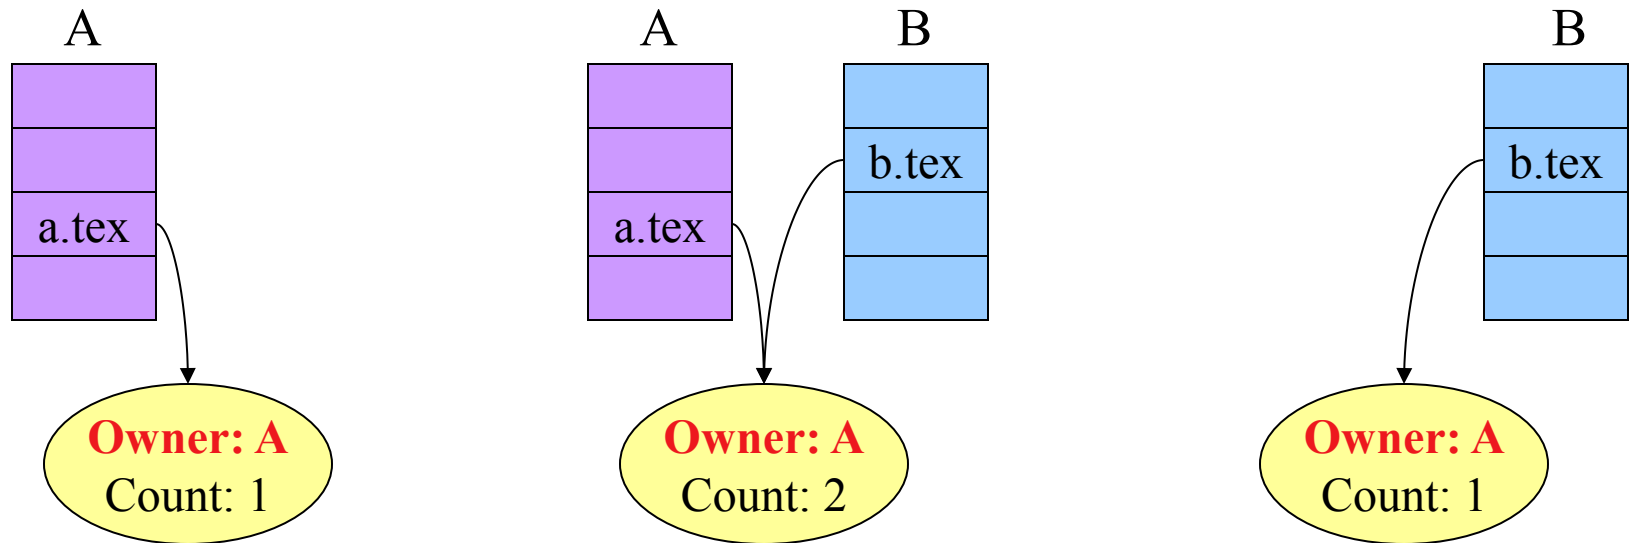 A
a.tex
Owner: A
Count: 1
A
B
b.tex
a.tex
Owner: A
Count: 2
B
b.tex
Owner: A
Count: 1